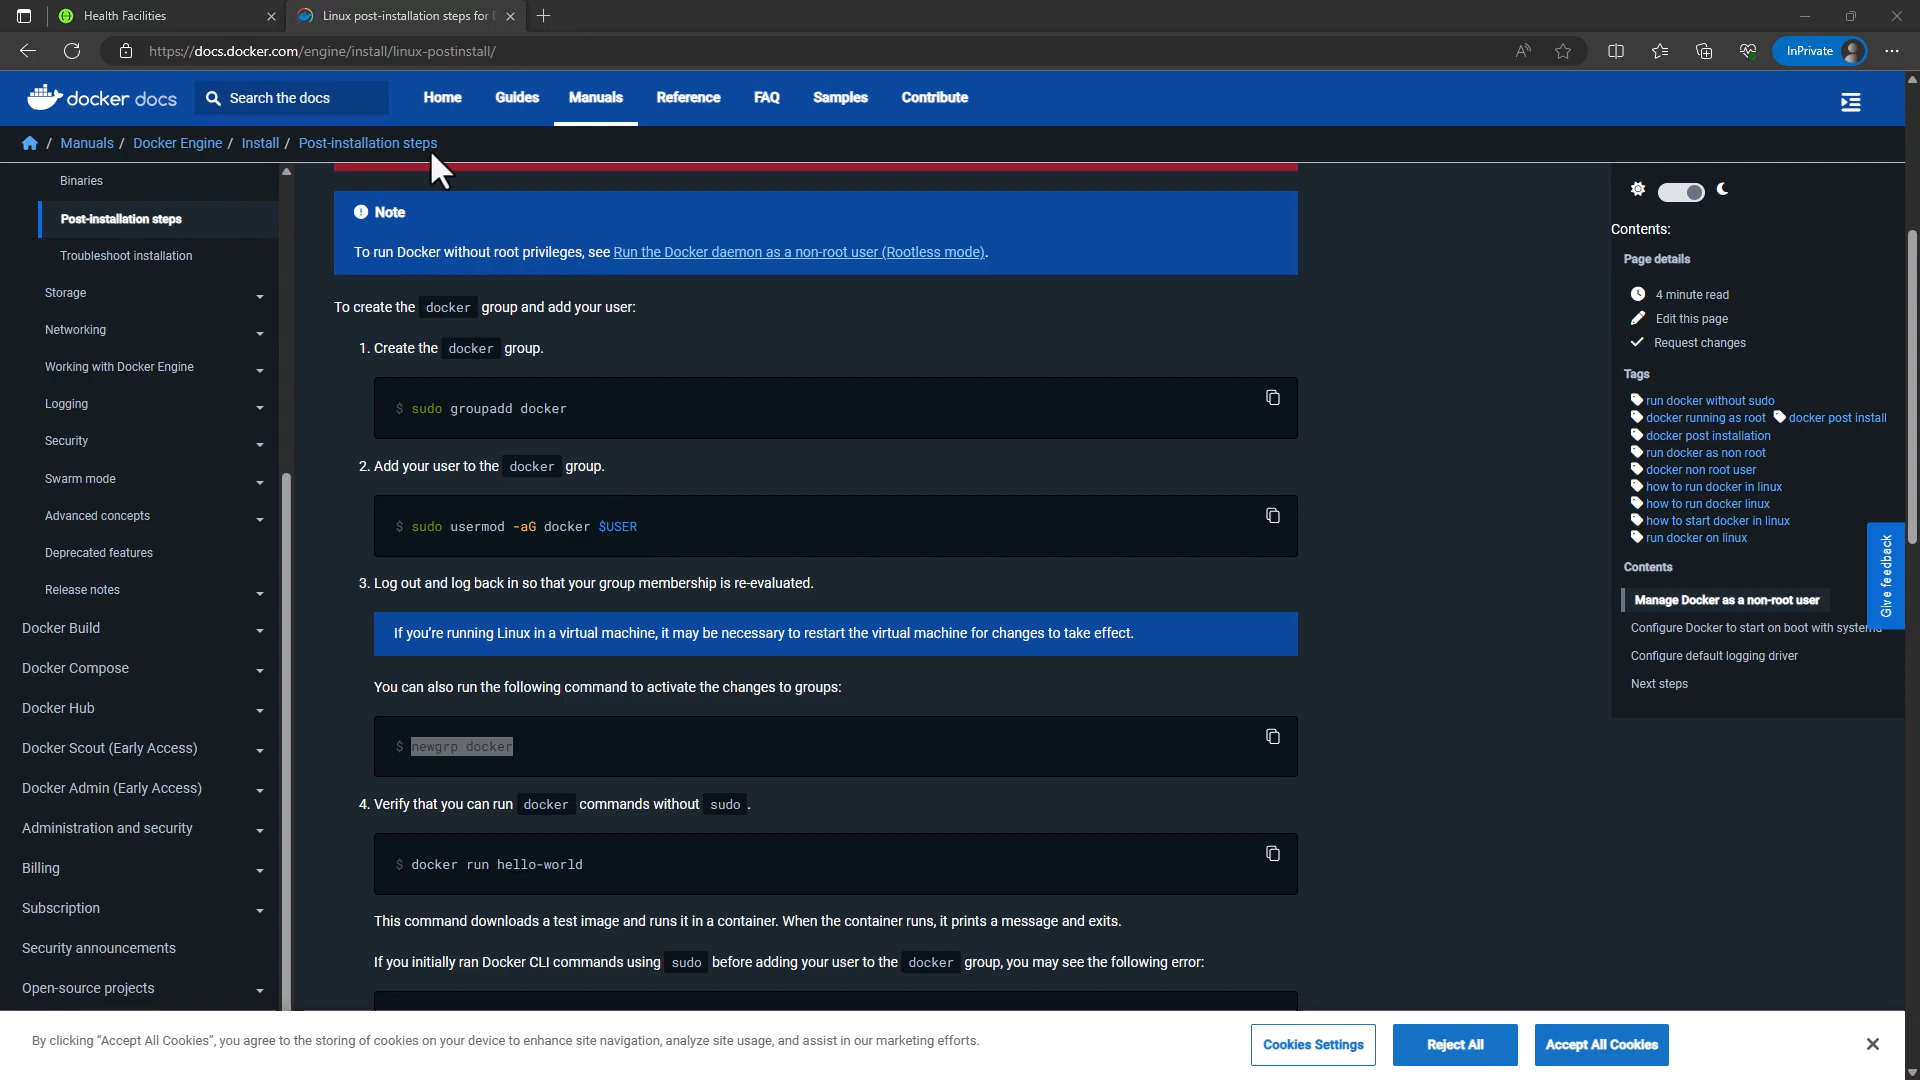 Health Facilities
Linux post-installation steps for
https://docs.docker.com/engine/install/linux-postinstall/
InPrivate
docker docs
Search the docs
Home
Guides
Manuals
Reference
FAQ
Samples
Contribute
/ Manuals / Docker Engine / Install / Post-installation steps
Binaries
Post-installation steps
Troubleshoot installation
Storage
Networking
Working with Docker Engine
Logging
Security
Swarm mode
Advanced concepts
Deprecated features
Release notes
Docker Build
Docker Compose
Docker Hub
Docker Scout (Early Access)
Docker Admin (Early Access)
Administration and security
Billing
Subscription
Security announcements
Open-source projects
Note
To run Docker without root privileges, see Run the Docker daemon as a non-root user (Rootless mode).
To create the docker group and add your user:
1. Create the docker group.
$ sudo groupadd docker
2. Add your user to the docker group.
$ sudo usermod -aG docker $USER
3. Log out and log back in so that your group membership is re-evaluated.
If you're running Linux in a virtual machine, it may be necessary to restart the virtual machine for changes to take effect.
You can also run the following command to activate the changes to groups:
$ newgrp docker
4. Verify that you can run docker commands without sudo .
$ docker run hello-world
This command downloads a test image and runs it in a container. When the container runs, it prints a message and exits.
If you initially ran Docker CLI commands using sudo before adding your user to the docker group, you may see the following error:
Contents:
Page details
4 minute read
Edit this page
Request changes
Tags
run docker without sudo
docker running as root docker post install
docker post installation
run docker as non root
docker non root user
how to run docker in linux
how to run docker linux
how to start docker in linux
run docker on linux
Contents
Manage Docker as a non-root user
Configure Docker to start on boot with systemd
Configure default logging driver
Next steps
Give feedback
By clicking “Accept All Cookies”, you agree to the storing of cookies on your device to enhance site navigation, analyze site usage, and assist in our marketing efforts.
Cookies Settings
Reject All
Accept All Cookies